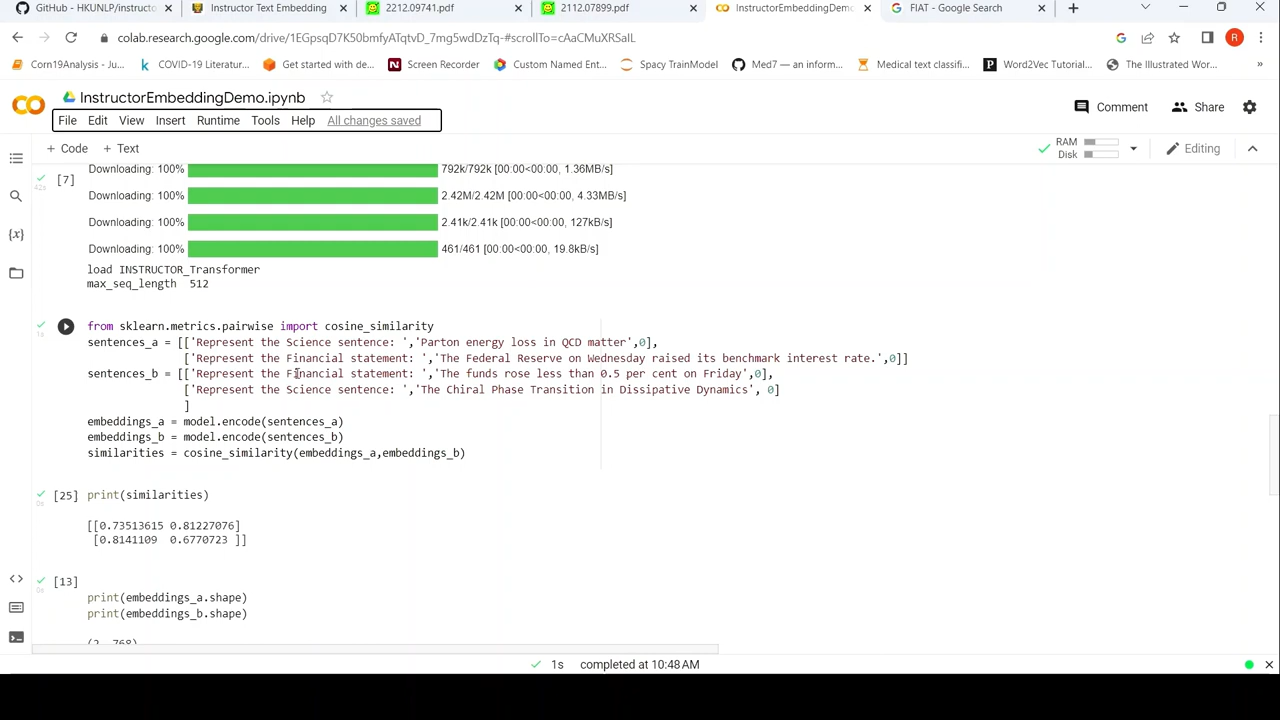 GitHub - HKUNLP/instructor
Instructor Text Embedding
2212.09741.pdf
2112.07899.pdf
InstructorEmbeddingDemo
FIAT - Google Search
colab.research.google.com/drive/1EGpsqD7K50bmfyATqtvD_7mg5wdDzTq-#scrollTo=cAaCMuXRSaIL
R
Corn19Analysis - Ju...
COVID-19 Literatur...
Get started with de...
Screen Recorder
Custom Named Ent...
Spacy TrainModel
Med7 — an inform...
Medical text classifi...
Word2Vec Tutorial...
The Illustrated Wor...
»
InstructorEmbeddingDemo.ipynb
Comment
Share
File Edit View Insert Runtime Tools Help All changes saved
+ Code + Text
RAM
Disk
Editing
[7]
42s
Downloading: 100% 792k/792k [00:00<00:00, 1.36MB/s]
Downloading: 100% 2.42M/2.42M [00:00<00:00, 4.33MB/s]
Downloading: 100% 2.41k/2.41k [00:00<00:00, 127kB/s]
Downloading: 100% 461/461 [00:00<00:00, 19.8kB/s]
load INSTRUCTOR_Transformer
max_seq_length  512
1s
from sklearn.metrics.pairwise import cosine_similarity
sentences_a = [['Represent the Science sentence: ','Parton energy loss in QCD matter',0],
['Represent the Financial statement: ','The Federal Reserve on Wednesday raised its benchmark interest rate.',0]]
sentences_b = [['Represent the Financial statement: ','The funds rose less than 0.5 per cent on Friday',0],
['Represent the Science sentence: ','The Chiral Phase Transition in Dissipative Dynamics', 0]
]
embeddings_a = model.encode(sentences_a)
embeddings_b = model.encode(sentences_b)
similarities = cosine_similarity(embeddings_a,embeddings_b)
[25] print(similarities)
0s
[[0.73513615 0.81227076]
[0.8141109  0.6770723 ]]
[13]
0s
print(embeddings_a.shape)
print(embeddings_b.shape)
(2, 768)
1s completed at 10:48 AM